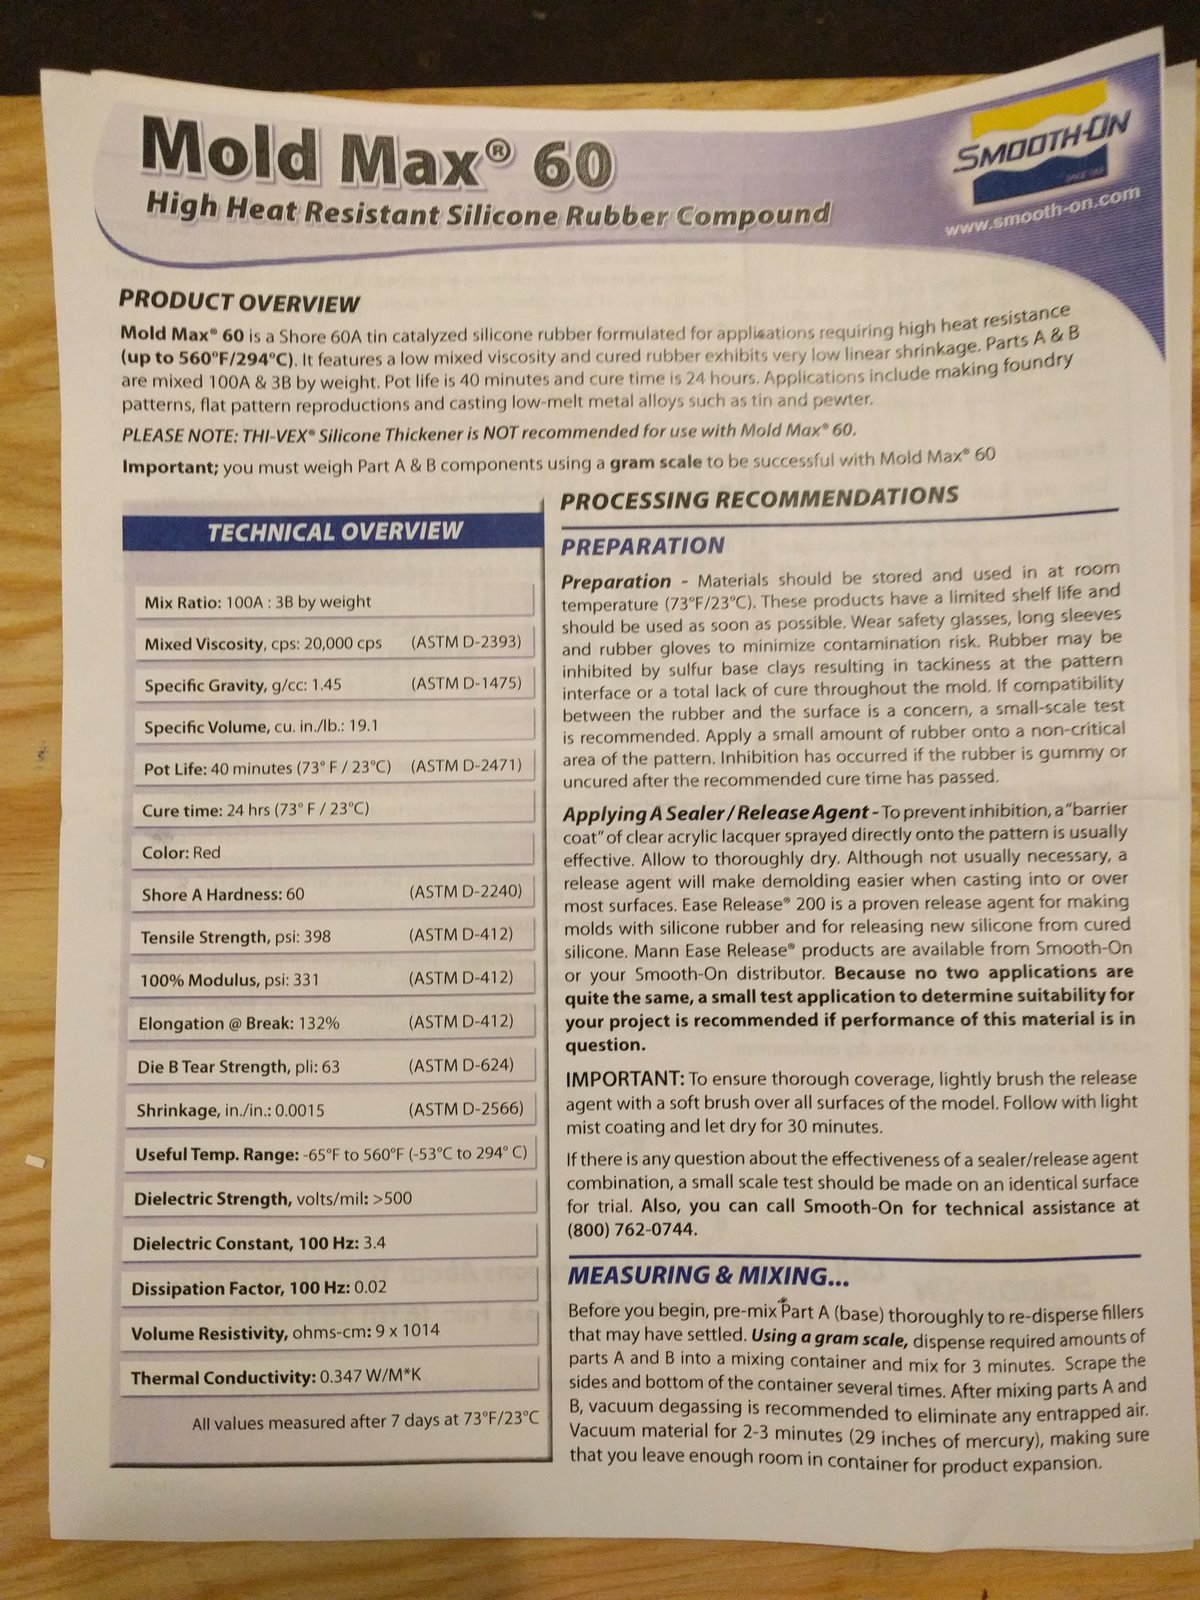 Mold Max® 60
High Heat Resistant Silicone Rubber Compound
SMOOTH-ON
www.smooth-on.com
PRODUCT OVERVIEW
Mold Max® 60 is a Shore 60A tin catalyzed silicone rubber formulated for applications requiring high heat resistance
(up to 560°F/294°C). It features a low mixed viscosity and cured rubber exhibits very low linear shrinkage. Parts A & B
are mixed 100A & 3B by weight. Pot life is 40 minutes and cure time is 24 hours. Applications include making foundry
patterns, flat pattern reproductions and casting low-melt metal alloys such as tin and pewter.
PLEASE NOTE: THI-VEX® Silicone Thickener is NOT recommended for use with Mold Max® 60.
Important; you must weigh Part A & B components using a gram scale to be successful with Mold Max® 60
TECHNICAL OVERVIEW
Mix Ratio: 100A : 3B by weight
Mixed Viscosity, cps: 20,000 cps (ASTM D-2393)
Specific Gravity, g/cc: 1.45 (ASTM D-1475)
Specific Volume, cu. in./lb.: 19.1
Pot Life: 40 minutes (73° F / 23°C) (ASTM D-2471)
Cure time: 24 hrs (73° F / 23°C)
Color: Red
Shore A Hardness: 60 (ASTM D-2240)
Tensile Strength, psi: 398 (ASTM D-412)
100% Modulus, psi: 331 (ASTM D-412)
Elongation @ Break: 132% (ASTM D-412)
Die B Tear Strength, pli: 63 (ASTM D-624)
Shrinkage, in./in.: 0.0015 (ASTM D-2566)
Useful Temp. Range: -65°F to 560°F (-53°C to 294° C)
Dielectric Strength, volts/mil: >500
Dielectric Constant, 100 Hz: 3.4
Dissipation Factor, 100 Hz: 0.02
Volume Resistivity, ohms-cm: 9 x 1014
Thermal Conductivity: 0.347 W/M*K
All values measured after 7 days at 73°F/23°C
PROCESSING RECOMMENDATIONS
PREPARATION
Preparation - Materials should be stored and used in at room
temperature (73°F/23°C). These products have a limited shelf life and
should be used as soon as possible. Wear safety glasses, long sleeves
and rubber gloves to minimize contamination risk. Rubber may be
inhibited by sulfur base clays resulting in tackiness at the pattern
interface or a total lack of cure throughout the mold. If compatibility
between the rubber and the surface is a concern, a small-scale test
is recommended. Apply a small amount of rubber onto a non-critical
area of the pattern. Inhibition has occurred if the rubber is gummy or
uncured after the recommended cure time has passed.
Applying A Sealer / Release Agent - To prevent inhibition, a "barrier
coat" of clear acrylic lacquer sprayed directly onto the pattern is usually
effective. Allow to thoroughly dry. Although not usually necessary, a
release agent will make demolding easier when casting into or over
most surfaces. Ease Release® 200 is a proven release agent for making
molds with silicone rubber and for releasing new silicone from cured
silicone. Mann Ease Release® products are available from Smooth-On
or your Smooth-On distributor. Because no two applications are
quite the same, a small test application to determine suitability for
your project is recommended if performance of this material is in
question.
IMPORTANT: To ensure thorough coverage, lightly brush the release
agent with a soft brush over all surfaces of the model. Follow with light
mist coating and let dry for 30 minutes.
If there is any question about the effectiveness of a sealer/release agent
combination, a small scale test should be made on an identical surface
for trial. Also, you can call Smooth-On for technical assistance at
(800) 762-0744.
MEASURING & MIXING...
Before you begin, pre-mix Part A (base) thoroughly to re-disperse fillers
that may have settled. Using a gram scale, dispense required amounts of
parts A and B into a mixing container and mix for 3 minutes. Scrape the
sides and bottom of the container several times. After mixing parts A and
B, vacuum degassing is recommended to eliminate any entrapped air.
Vacuum material for 2-3 minutes (29 inches of mercury), making sure
that you leave enough room in container for product expansion.